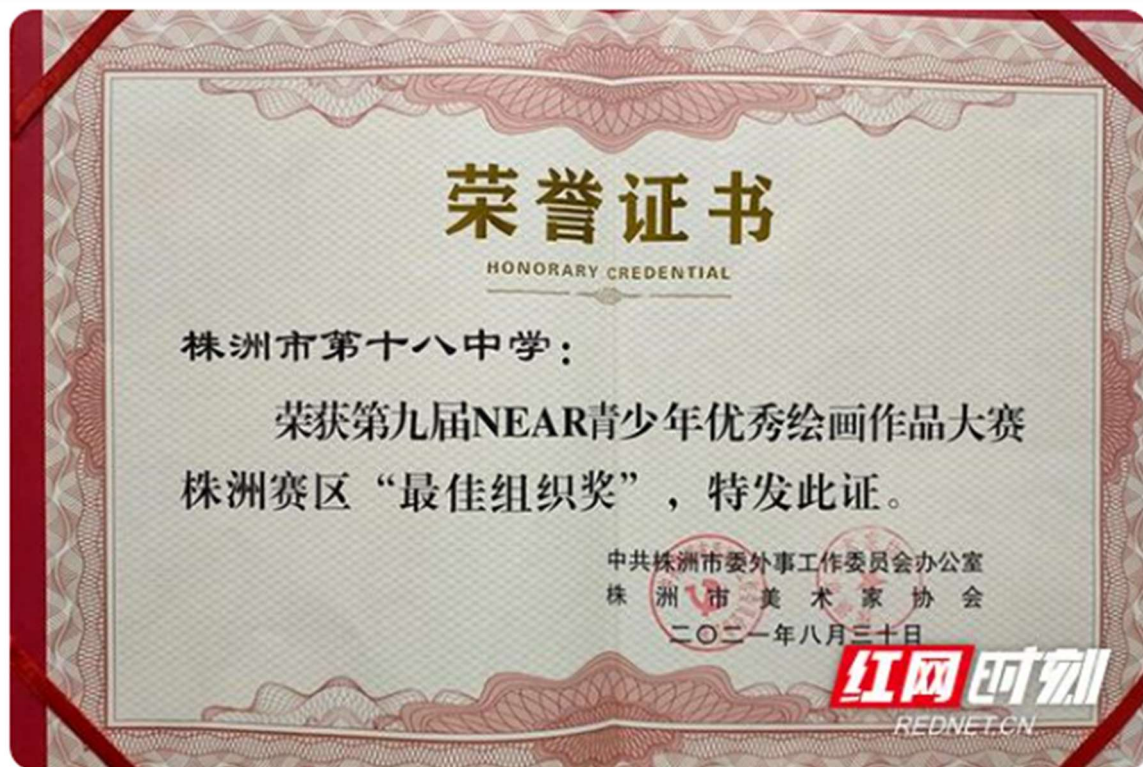 荣誉证书
HONORARY CREDENTIAL
株洲市第十八中学：
荣获第九届NEAR青少年优秀绘画作品大赛
株洲赛区“最佳组织奖”，特发此证。
中共株洲市委外事工作委员会办公室
株洲市美术家协会
二〇二一年八月三十日
红网时刻
REDNET.CN